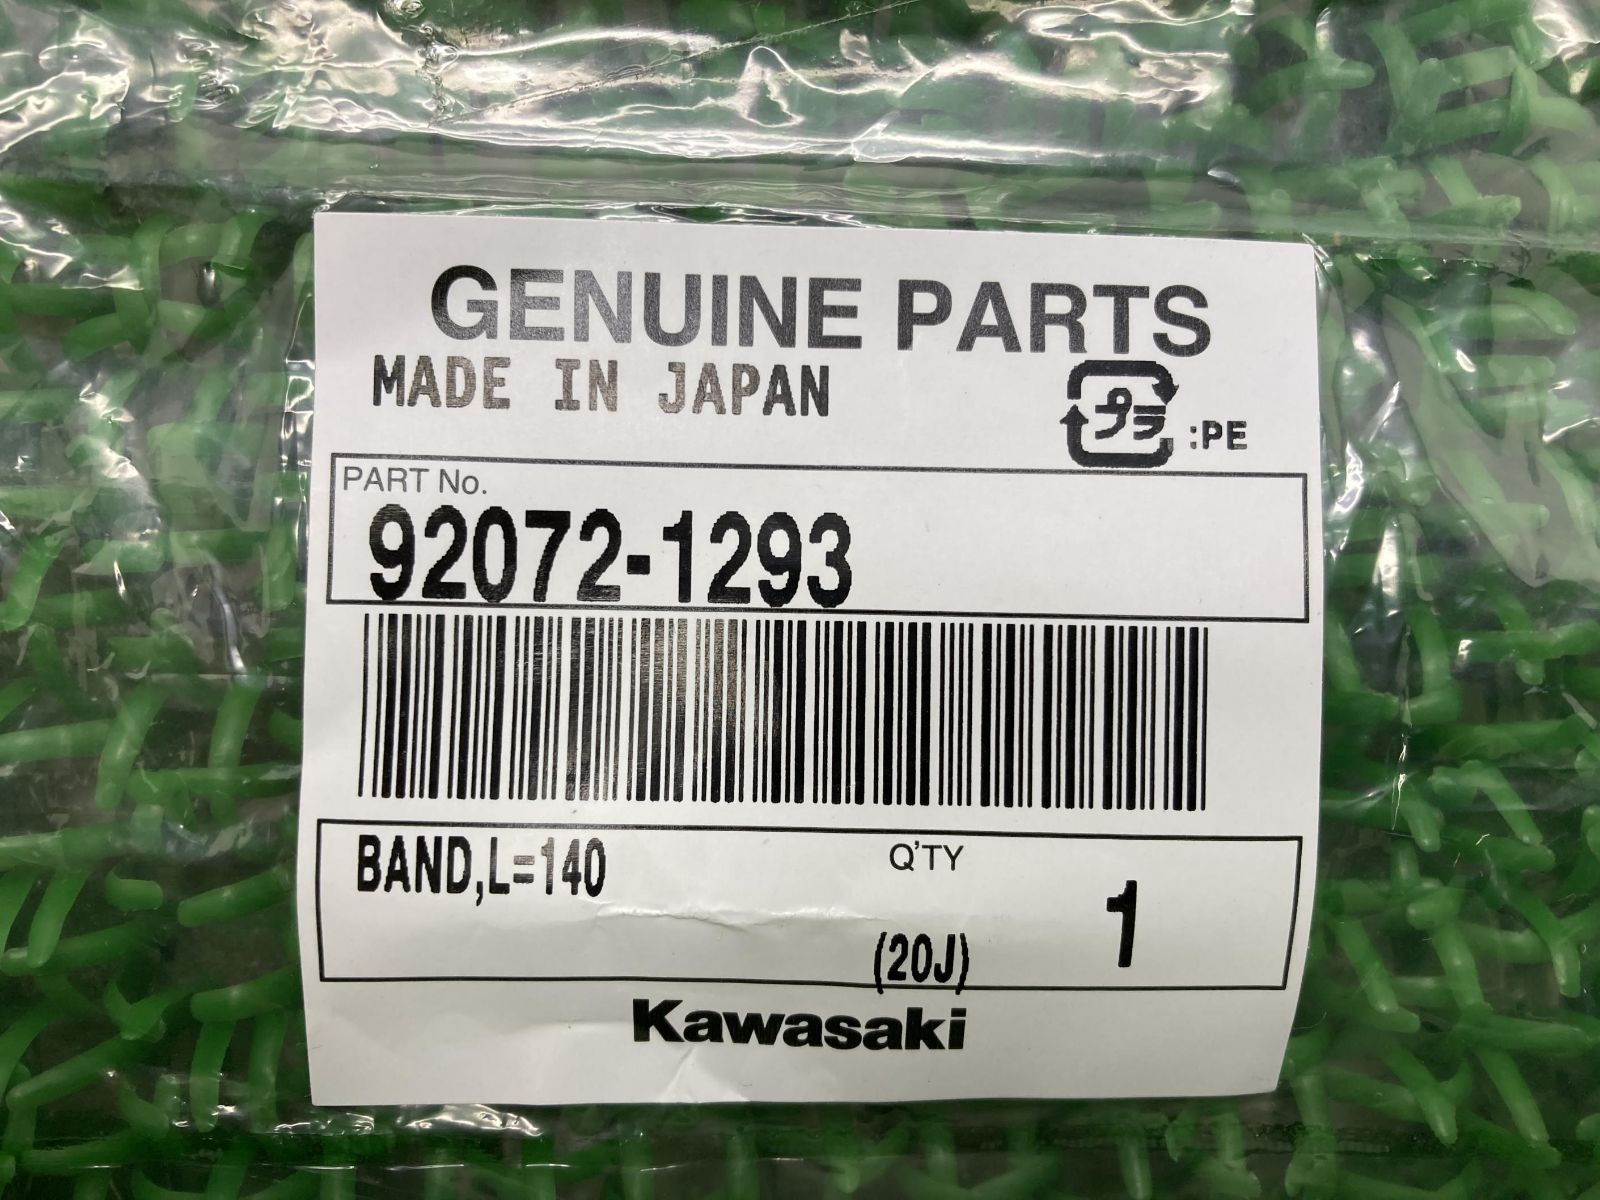 GENUINE PARTS
MADE IN JAPAN
プラ :PE
PART No.
92072-1293
BAND,L=140
Q'TY
1
(20J)
Kawasaki